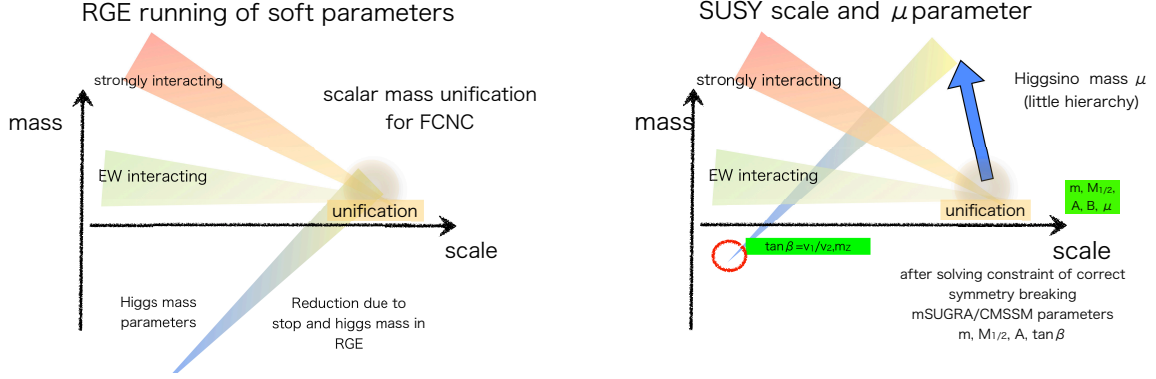 RGE running of soft parameters
strongly interacting
scalar mass unification
for FCNC
mass
EW interacting
unification
scale
Higgs mass
parameters
Reduction due to
stop and higgs mass in
RGE
SUSY scale and μ parameter
strongly interacting
Higgsino mass μ
(little hierarchy)
mass
EW interacting
m, M1/2,
A, B, μ
unification
tanβ=v1/v2,mZ
scale
after solving constraint of correct
symmetry breaking
mSUGRA/CMSSM parameters
m, M1/2, A, tanβ